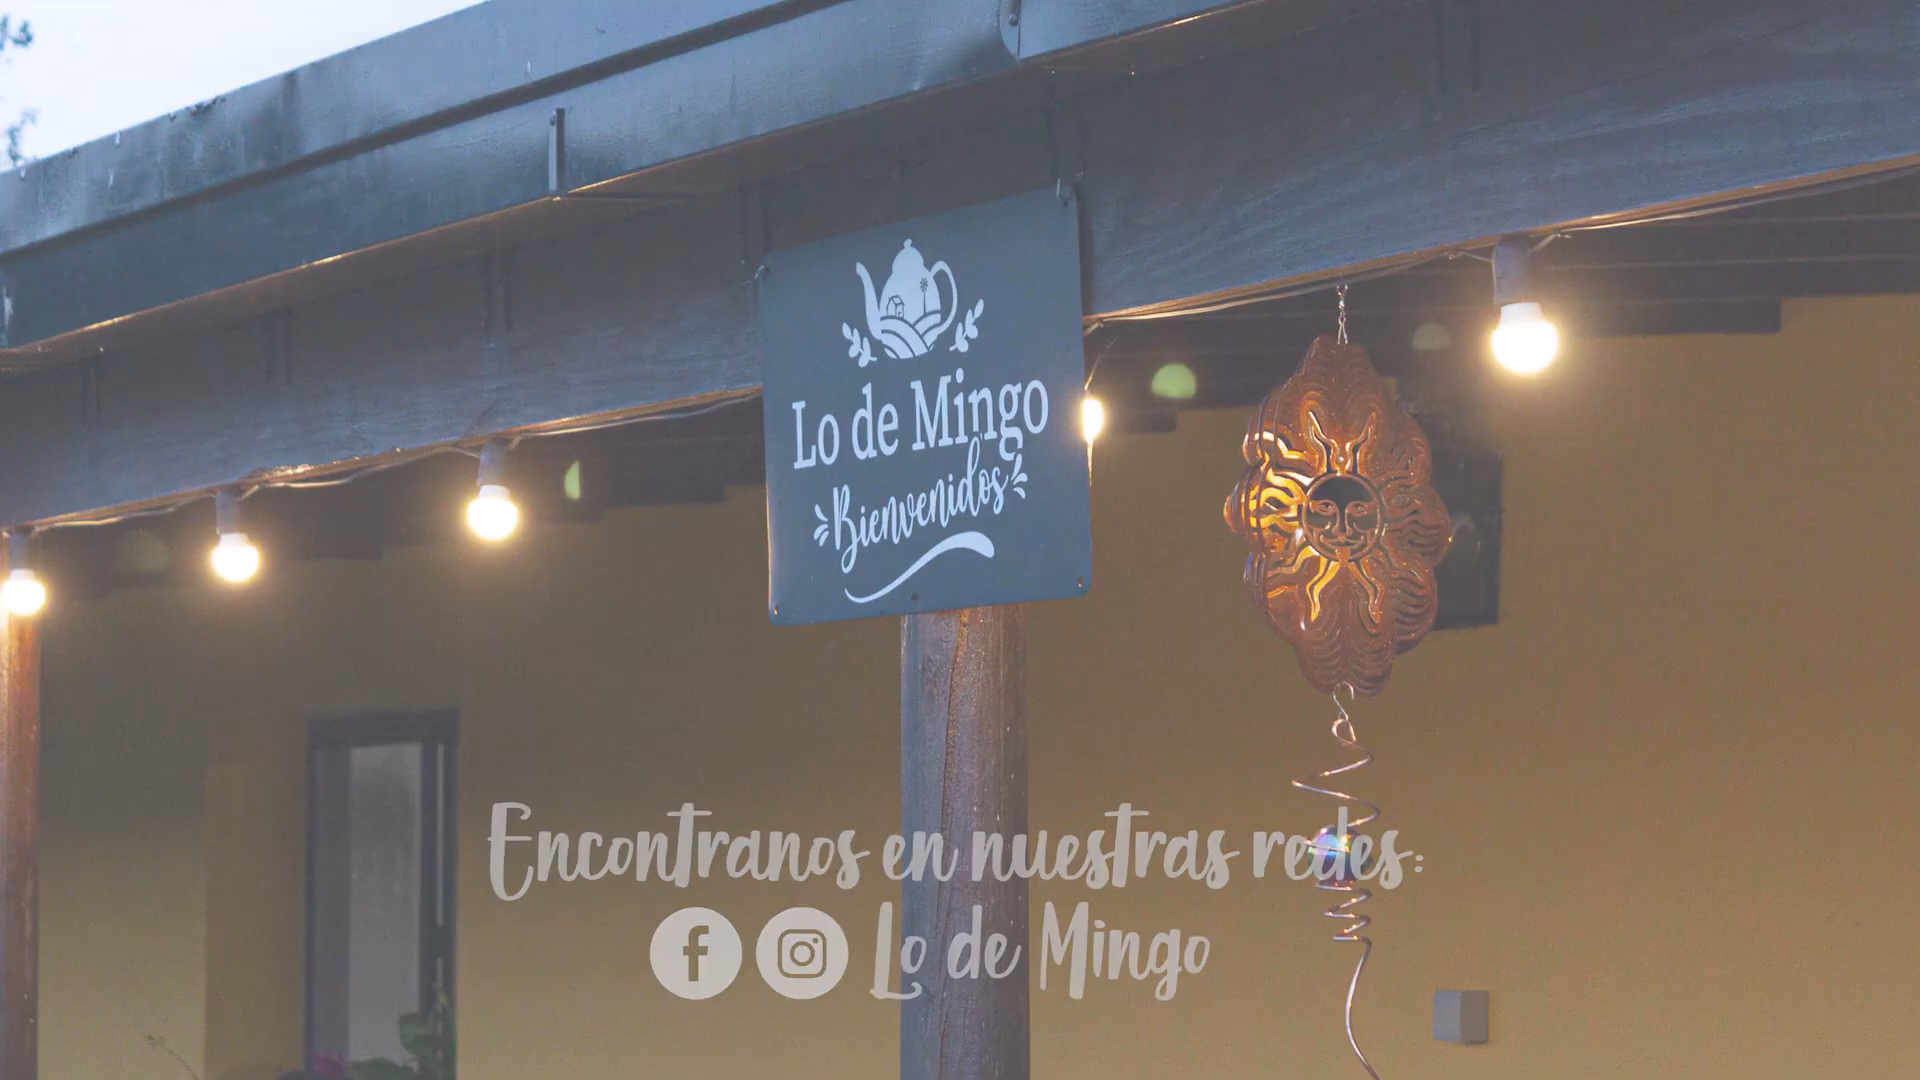 Lo de Mingo
Bienvenidos
Encontranos en nuestras redes:
Lo de Mingo